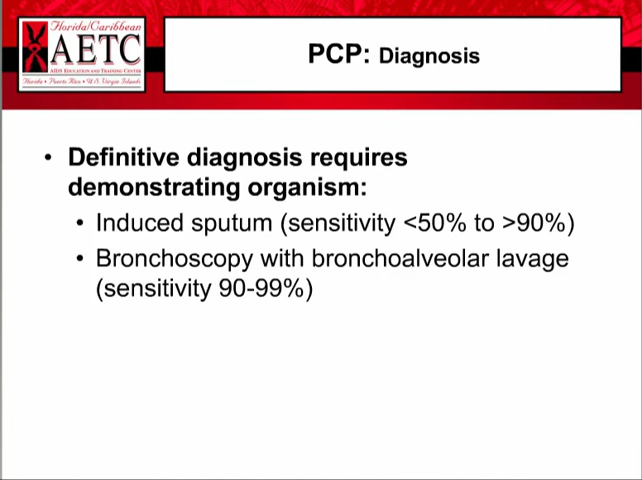 Florida/Caribbean
AETC
AIDS EDUCATION AND TRAINING CENTER
Florida • Puerto Rico • U.S. Virgin Islands
PCP: Diagnosis
• Definitive diagnosis requires
demonstrating organism:
• Induced sputum (sensitivity <50% to >90%)
• Bronchoscopy with bronchoalveolar lavage
(sensitivity 90-99%)